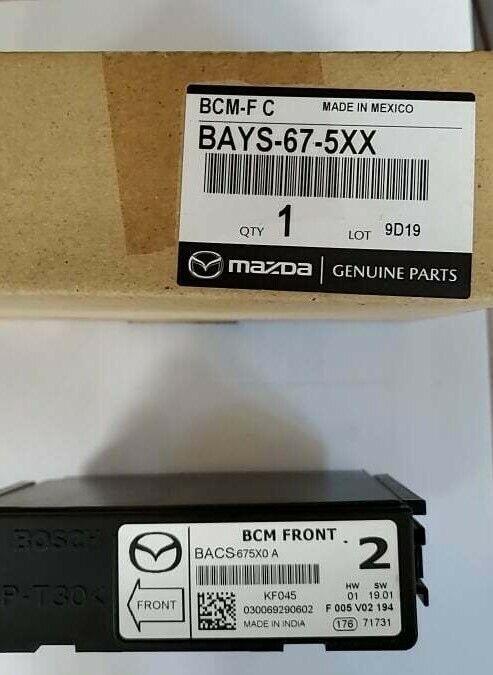 BCM-F C MADE IN MEXICO
BAYS-67-5XX
QTY 1 LOT 9D19
mazda GENUINE PARTS
BOSCH
P-T30<
BCM FRONT
BACS-675X0 A
2
FRONT
KF045
HW SW
01 19.01
030069290602
F 005 V02 194
MADE IN INDIA
176 71731